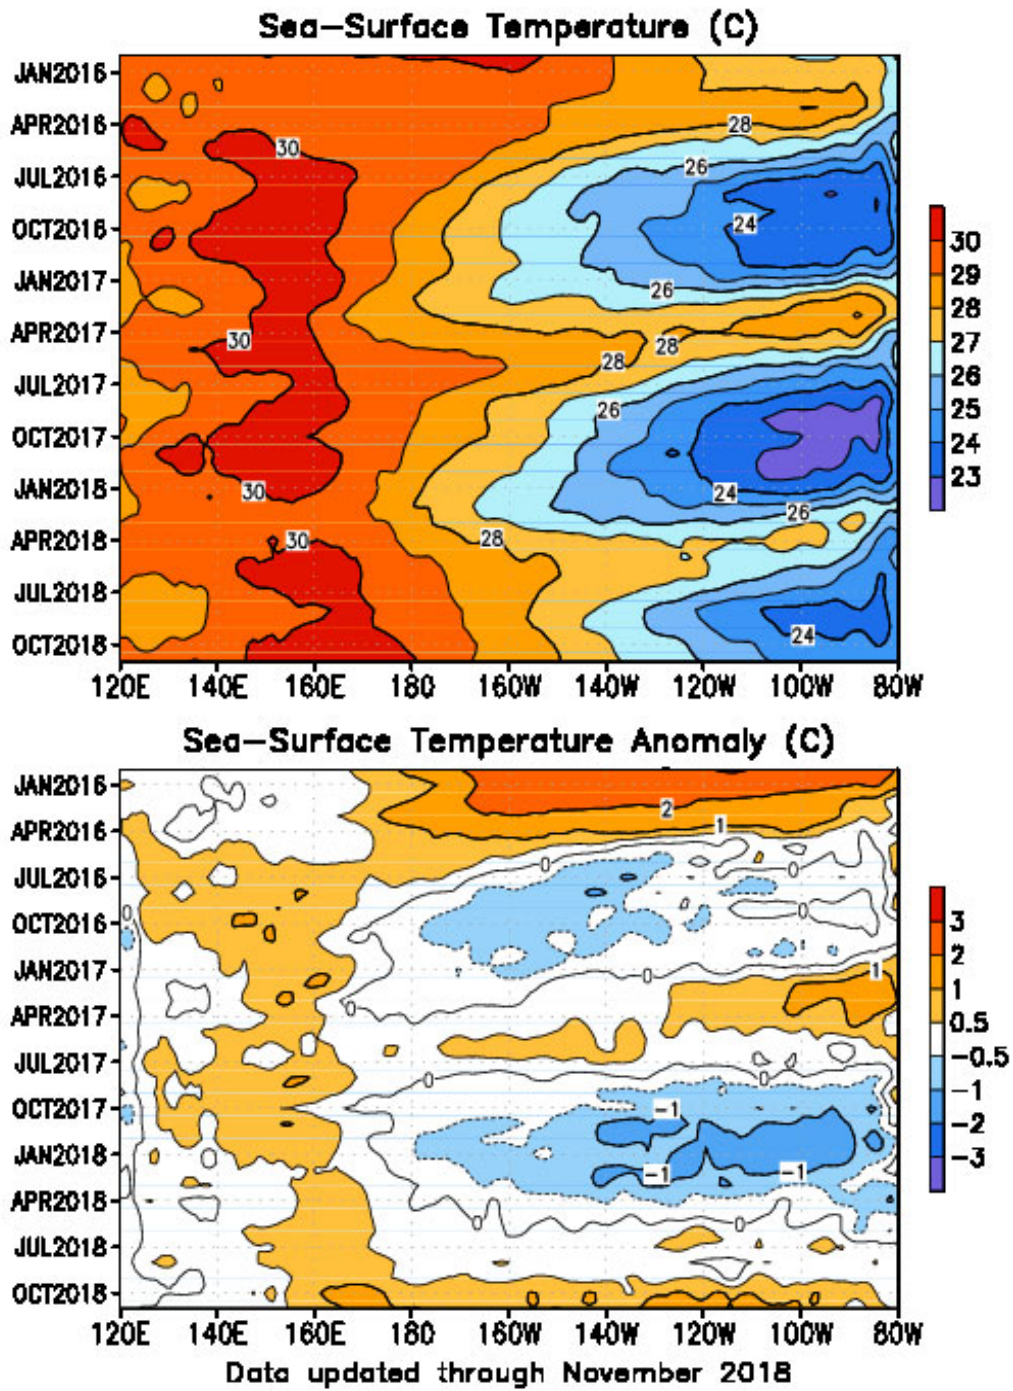 Sea-Surface Temperature (C)
JAN2016
APR2016
JUL2016
OCT2016
JAN2017
APR2017
JUL2017
OCT2017
JAN2018
APR2018
JUL2018
OCT2018
30
28
26
24
26
30
28
28
26
30
24
26
28
30
24
30
29
28
27
26
25
24
23
120E 140E 160E 180 160W 140W 120W 100W 80W
Sea-Surface Temperature Anomaly (C)
JAN2016
APR2016
JUL2016
OCT2016
JAN2017
APR2017
JUL2017
OCT2017
JAN2018
APR2018
JUL2018
OCT2018
2
1
0
0
0
0
1
0
0
0
0
-1
-1
-1
0
0
3
2
1
0.5
-0.5
-1
-2
-3
120E 140E 160E 180 160W 140W 120W 100W 80W
Data updated through November 2018